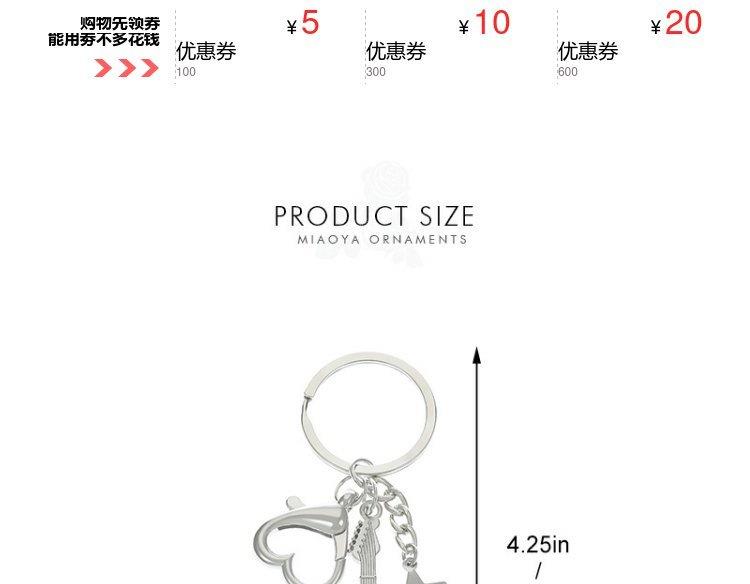 购物先领券
能用券不多花钱
¥ 5
优惠券
100
¥ 10
优惠券
300
¥ 20
优惠券
600
PRODUCT SIZE
MIAOYA ORNAMENTS
4.25in
/